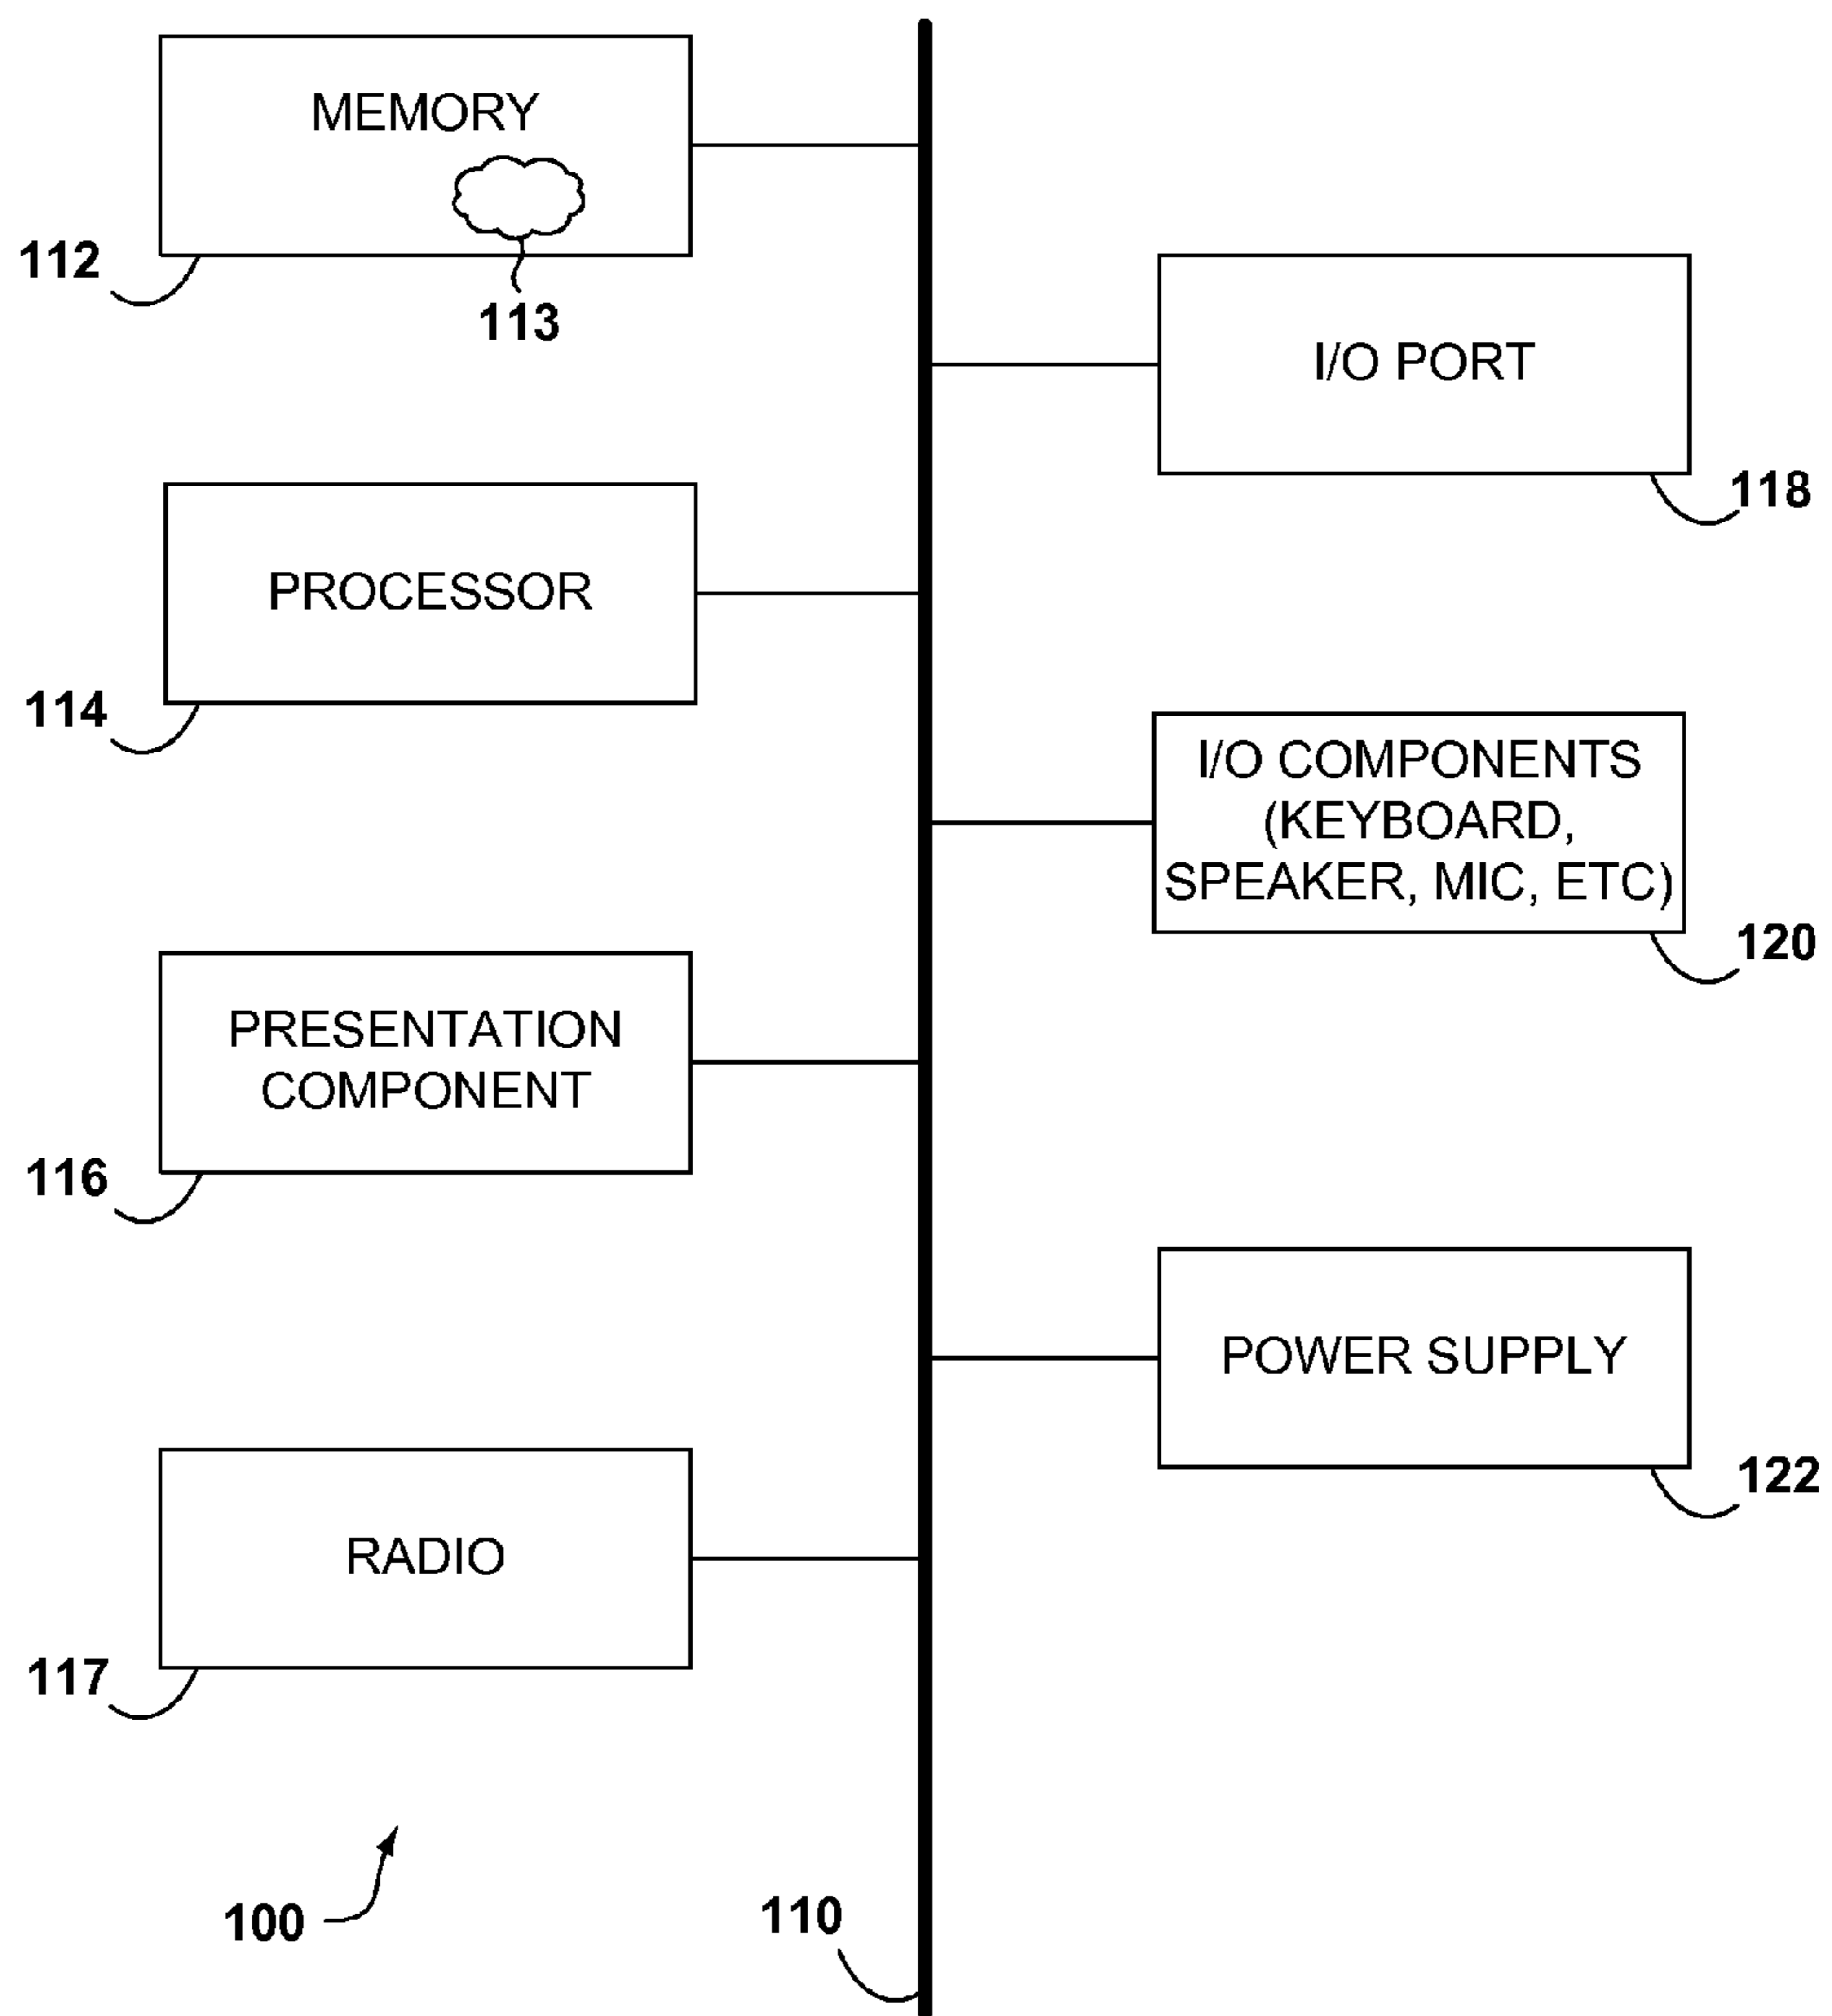 MEMORY
112
113
I/O PORT
118
PROCESSOR
114
I/O COMPONENTS
(KEYBOARD,
SPEAKER, MIC, ETC)
120
PRESENTATION
COMPONENT
116
POWER SUPPLY
122
RADIO
117
100
110